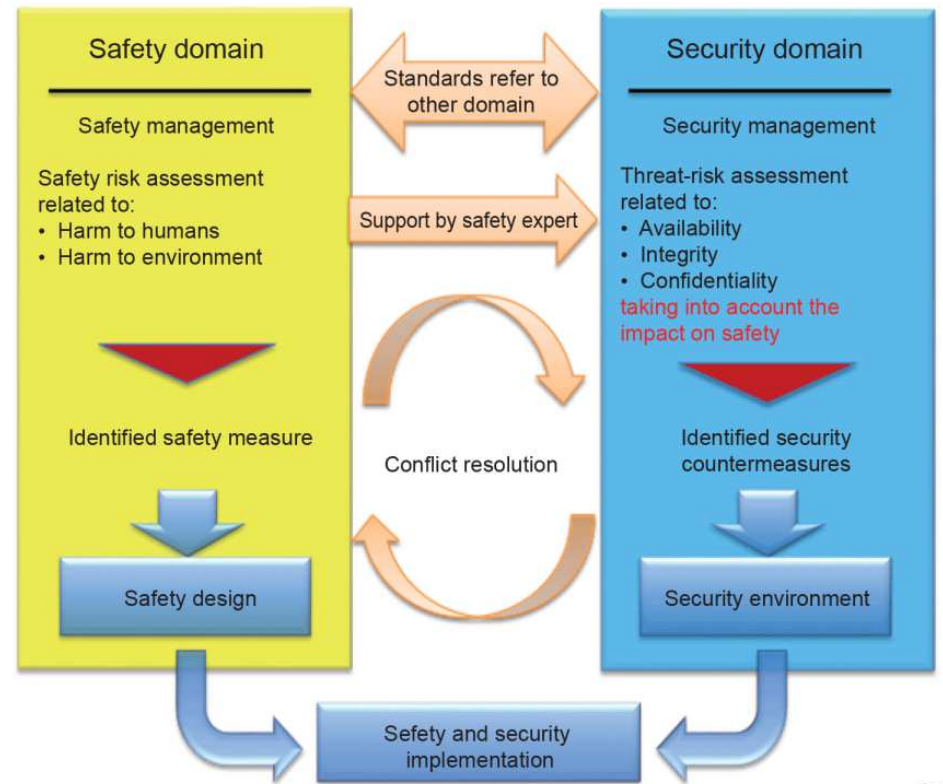 Safety domain
Safety management
Safety risk assessment
related to:
• Harm to humans
• Harm to environment
Identified safety measure
Safety design
Standards refer to
other domain
Support by safety expert
Conflict resolution
Security domain
Security management
Threat-risk assessment
related to:
• Availability
• Integrity
• Confidentiality
taking into account the
impact on safety
Identified security
countermeasures
Security environment
Sefety and security
implementation